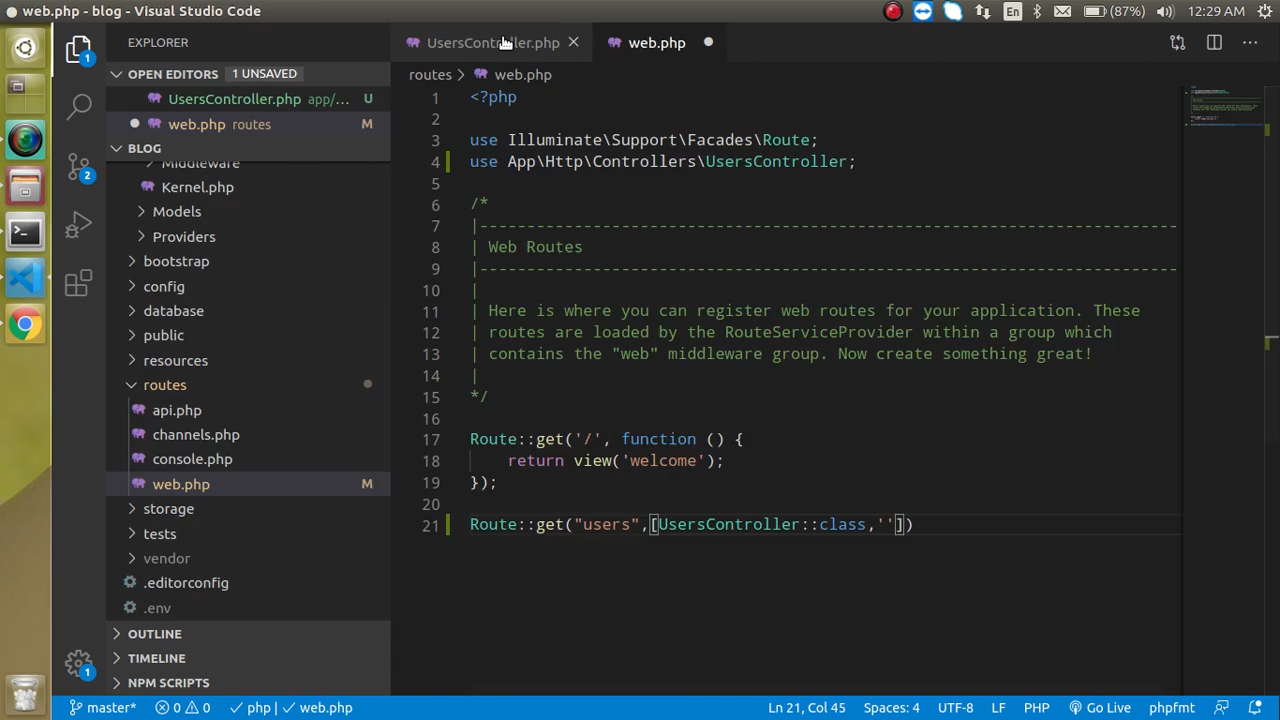 web.php - blog - Visual Studio Code
En
(87%)
12:29 AM
EXPLORER
OPEN EDITORS 1 UNSAVED
UsersController.php app/... U
web.php routes M
BLOG
Middleware
Kernel.php
Models
Providers
bootstrap
config
database
public
resources
routes
api.php
channels.php
console.php
web.php M
storage
tests
vendor
.editorconfig
.env
OUTLINE
TIMELINE
NPM SCRIPTS
1
2
1
UsersController.php
web.php
routes > web.php
1 <?php
2
3 use Illuminate\Support\Facades\Route;
4 use App\Http\Controllers\UsersController;
5
6 /*
7 |--------------------------------------------------------------------------
8 | Web Routes
9 |--------------------------------------------------------------------------
10 |
11 | Here is where you can register web routes for your application. These
12 | routes are loaded by the RouteServiceProvider within a group which
13 | contains the "web" middleware group. Now create something great!
14 |
15 */
16
17 Route::get('/', function () {
18 return view('welcome');
19 });
20
21 Route::get("users",[UsersController::class,''])
master* 0 0 php | web.php Ln 21, Col 45 Spaces: 4 UTF-8 LF PHP Go Live phpfmt